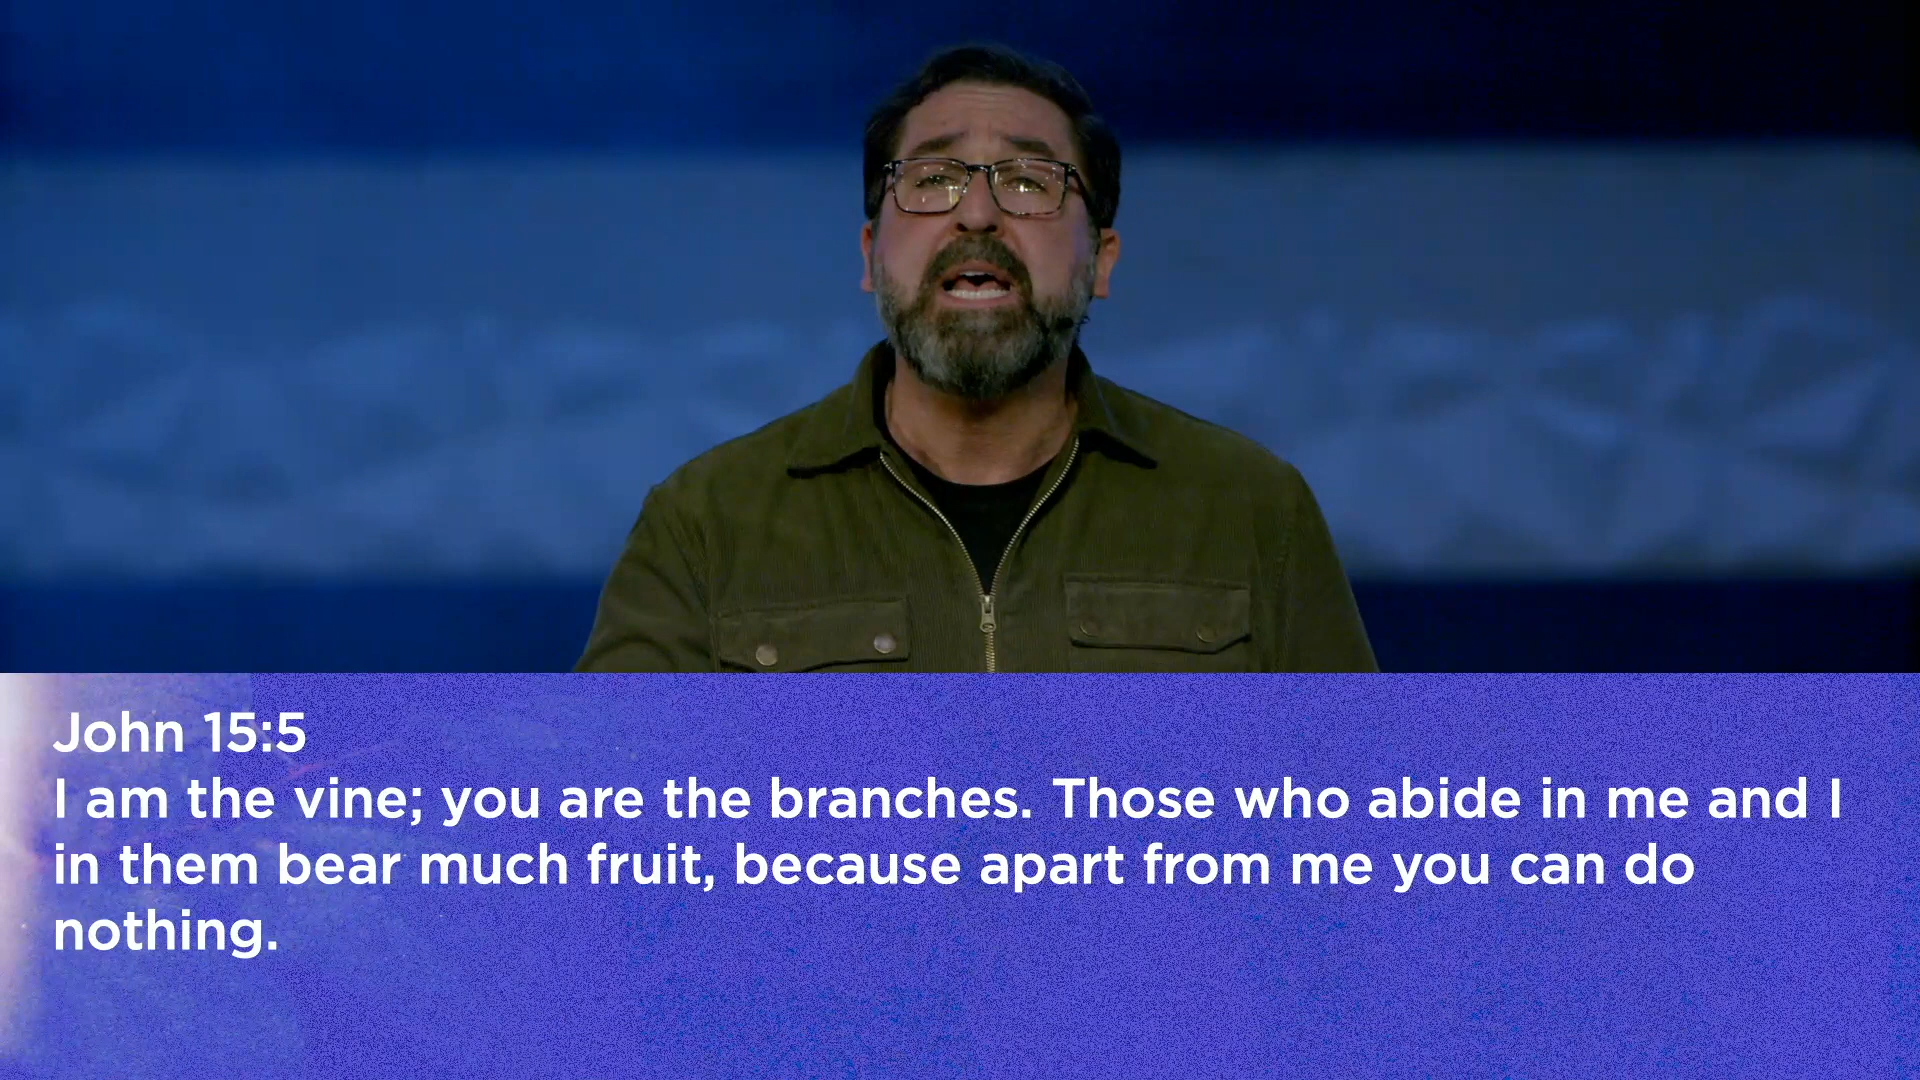 John 15:5
I am the vine; you are the branches. Those who abide in me and I
in them bear much fruit, because apart from me you can do
nothing.